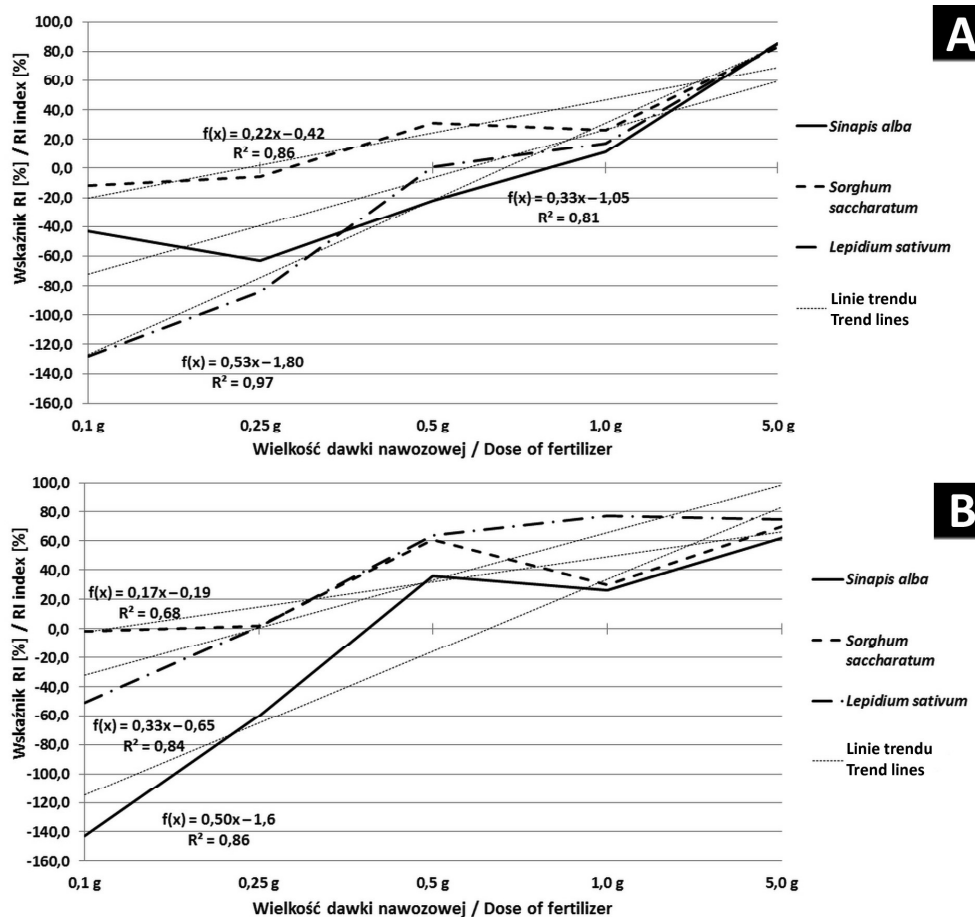 A
Wskaźnik RI [%] / RI index [%]
100,0
80,0
60,0
40,0
20,0
0,0
-20,0
-40,0
-60,0
-80,0
-100,0
-120,0
-140,0
-160,0
f(x) = 0,22x−0,42
R² = 0,86
f(x) = 0,33x−1,05
R² = 0,81
f(x) = 0,53x−1,80
R² = 0,97
0,1 g 0,25 g 0,5 g 1,0 g 5,0 g
Wielkość dawki nawozowej / Dose of fertilizer
Sinapis alba
Sorghum
saccharatum
Lepidium sativum
Linie trendu
Trend lines
B
Wskaźnik RI [%] / RI index [%]
100,0
80,0
60,0
40,0
20,0
0,0
-20,0
-40,0
-60,0
-80,0
-100,0
-120,0
-140,0
-160,0
f(x) = 0,17x−0,19
R² = 0,68
f(x) = 0,33x−0,65
R² = 0,84
f(x) = 0,50x−1,6
R² = 0,86
0,1 g 0,25 g 0,5 g 1,0 g 5,0 g
Wielkość dawki nawozowej / Dose of fertilizer
Sinapis alba
Sorghum
saccharatum
Lepidium sativum
Linie trendu
Trend lines